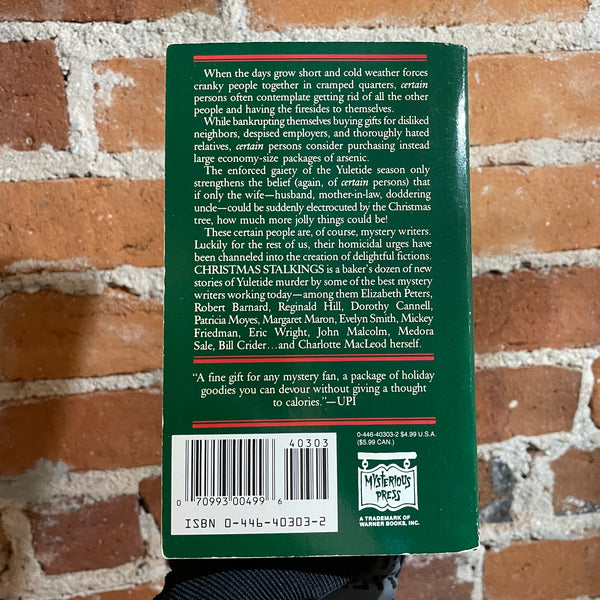 When the days grow short and cold weather forces
cranky people together in cramped quarters, certain
persons often contemplate getting rid of all the other
people and having the firesides to themselves.
While bankrupting themselves buying gifts for disliked
neighbors, despised employers, and thoroughly hated
relatives, certain persons consider purchasing instead
large economy-size packages of arsenic.
The enforced gaiety of the Yuletide season only
strengthens the belief (again, of certain persons) that
if only the wife—husband, mother-in-law, doddering
uncle—could be suddenly electrocuted by the Christmas
tree, how much more jolly things could be!
These certain people are, of course, mystery writers.
Luckily for the rest of us, their homicidal urges have
been channeled into the creation of delightful fictions.
CHRISTMAS STALKINGS is a baker's dozen of new
stories of Yuletide murder by some of the best mystery
writers working today—among them Elizabeth Peters,
Robert Barnard, Reginald Hill, Dorothy Cannell,
Patricia Moyes, Margaret Maron, Evelyn Smith, Mickey
Friedman, Eric Wright, John Malcolm, Medora
Sale, Bill Crider...and Charlotte MacLeod herself.
"A fine gift for any mystery fan, a package of holiday
goodies you can devour without giving a thought
to calories."—UPI
40303
0 70993 00499 6
ISBN 0-446-40303-2
0-446-40303-2 $4.99 U.S.A.
($5.99 CAN.)
MYSTERIOUS
PRESS
A TRADEMARK OF
WARNER BOOKS, INC.